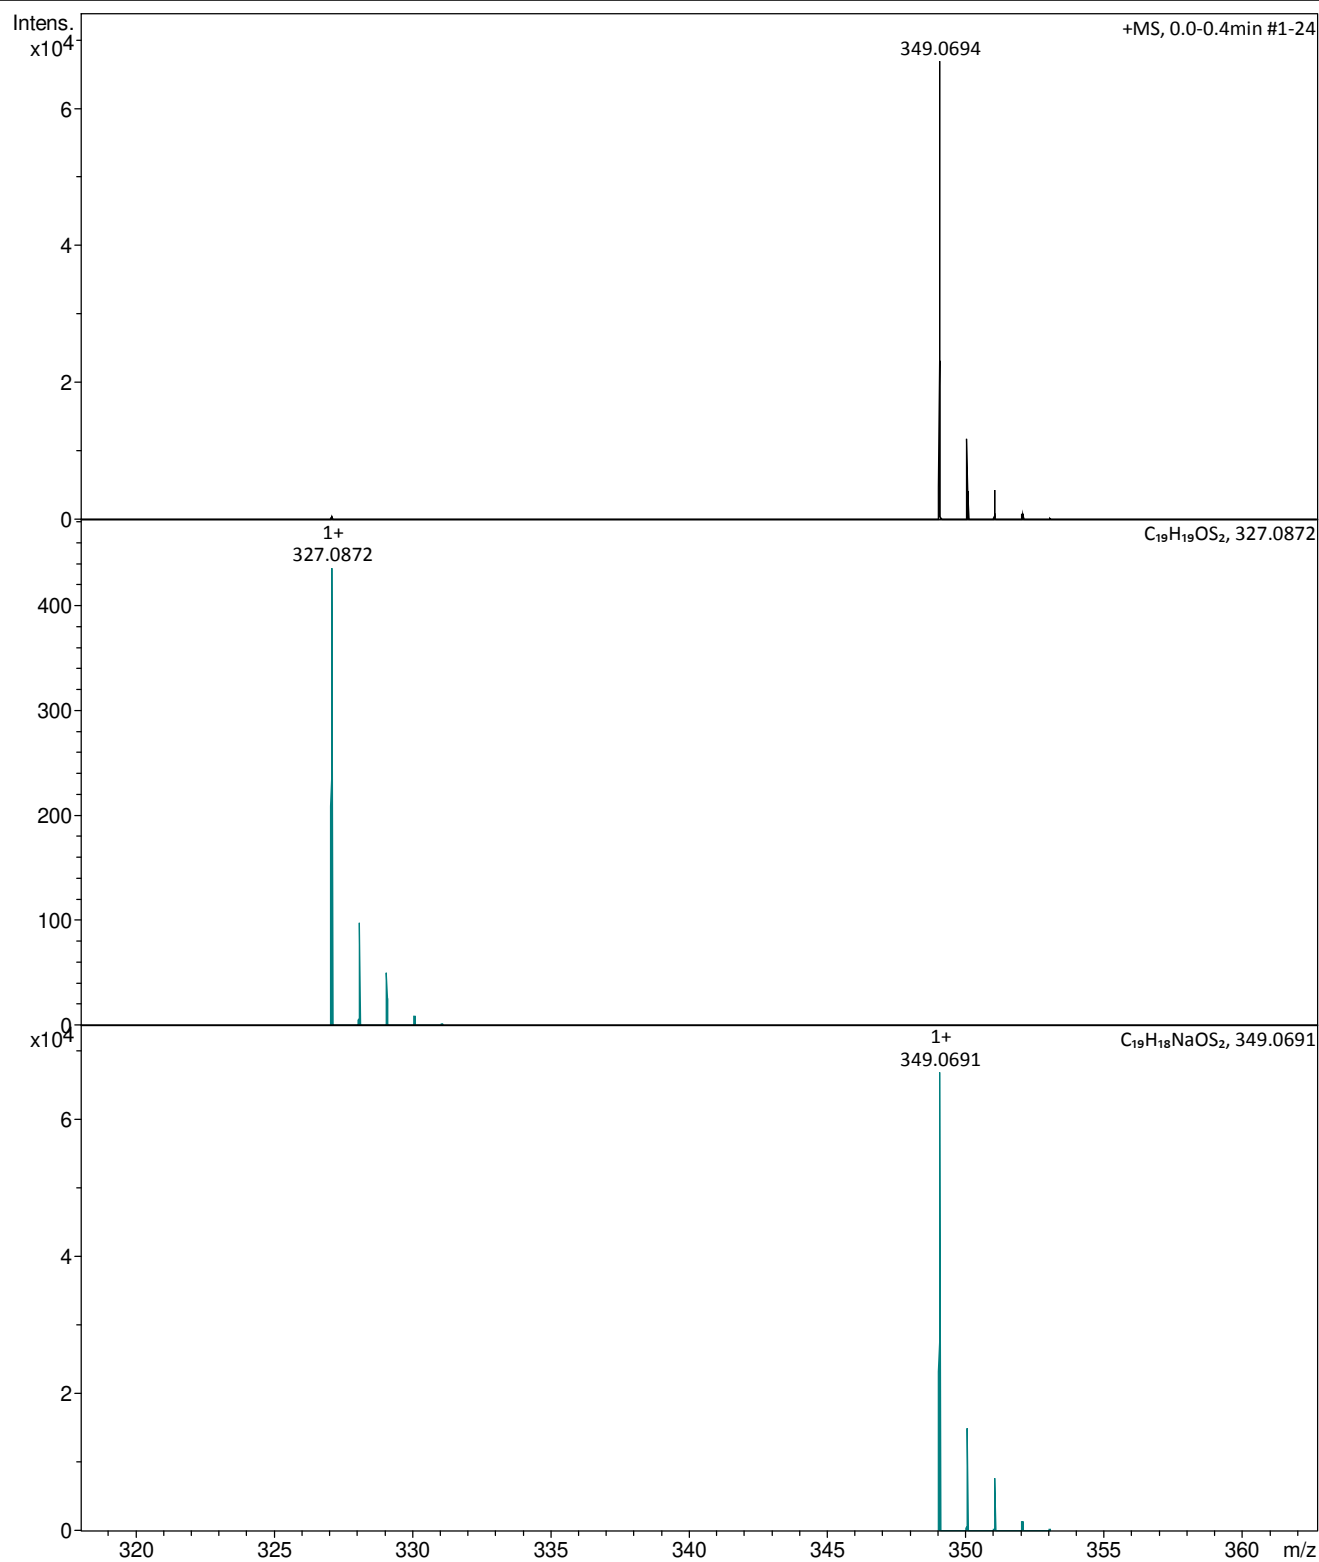 Intens.
x10⁴
+MS, 0.0-0.4min #1-24
349.0694
6
4
2
0
1+
327.0872
C₁₉H₁₉OS₂, 327.0872
400
300
200
100
0
x10⁴
1+
349.0691
C₁₉H₁₈NaOS₂, 349.0691
6
4
2
0
320 325 330 335 340 345 350 355 360 m/z